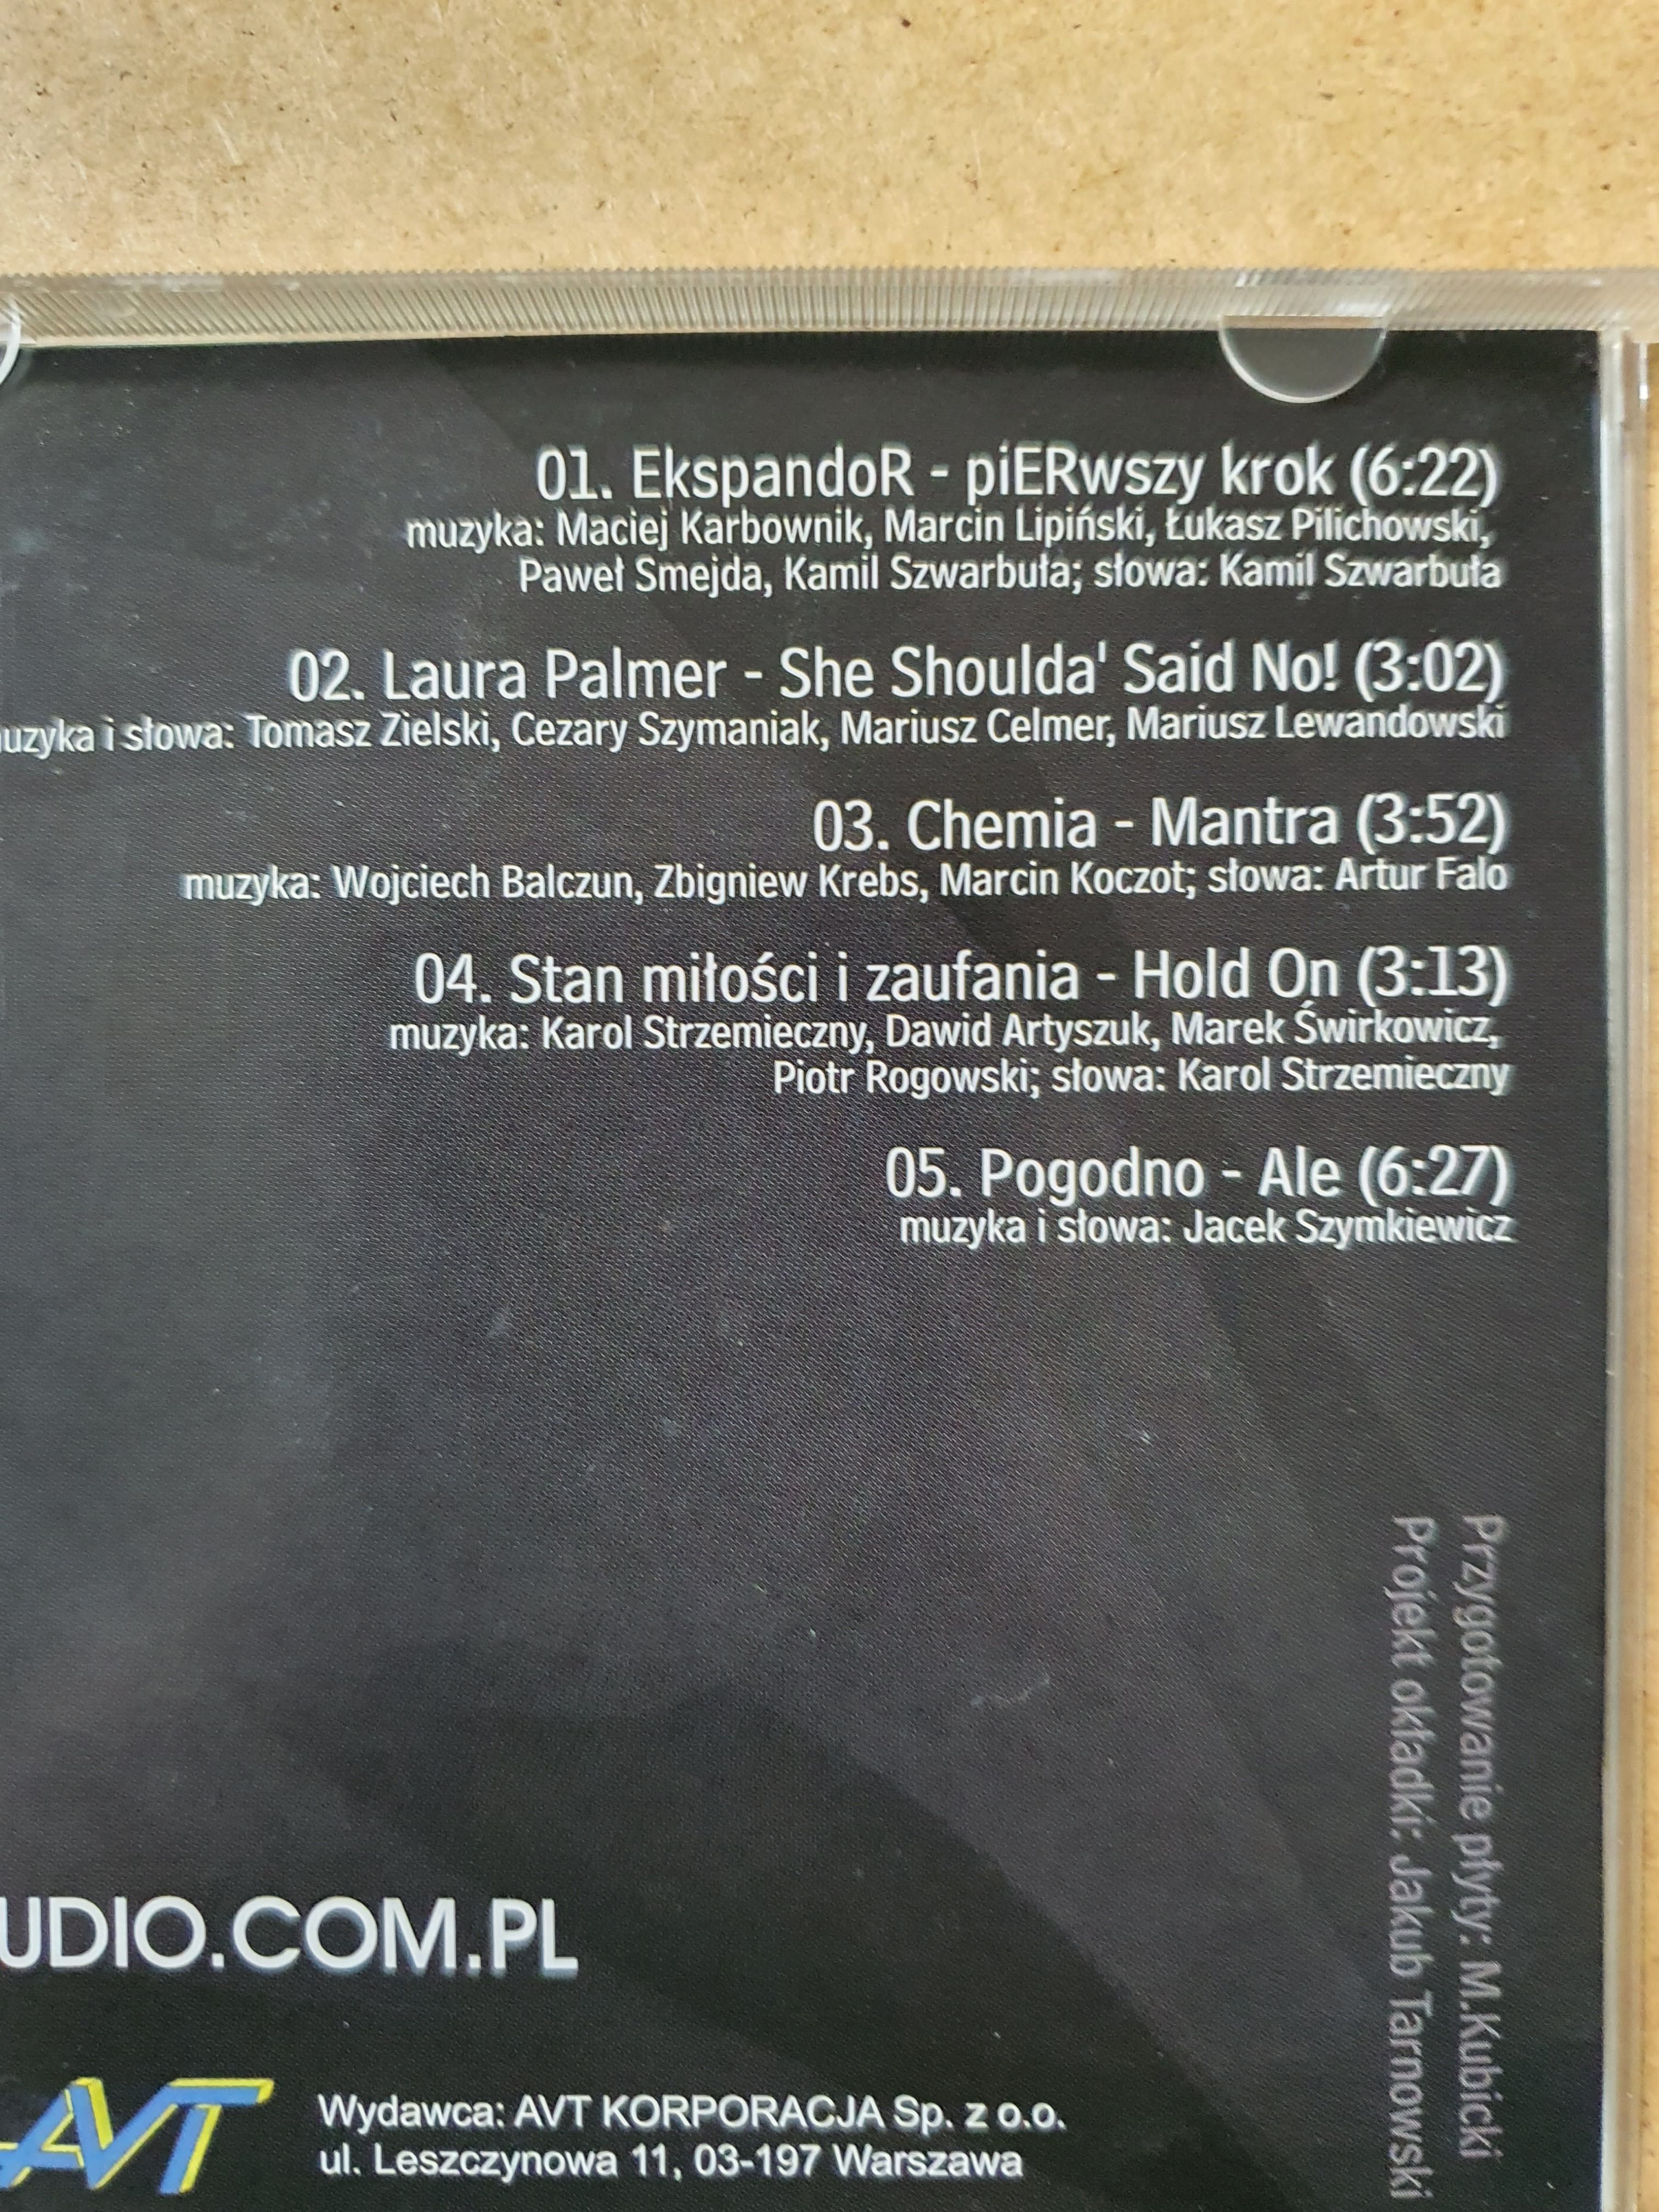 01. EkspandoR - piERwszy krok (6:22)
muzyka: Maciej Karbownik, Marcin Lipiński, Łukasz Pilichowski,
Paweł Smejda, Kamil Szwarbuła; słowa: Kamil Szwarbuła
02. Laura Palmer - She Shoulda' Said No! (3:02)
uzyka i słowa: Tomasz Zielski, Cezary Szymaniak, Mariusz Celmer, Mariusz Lewandowski
03. Chemia - Mantra (3:52)
muzyka: Wojciech Balczun, Zbigniew Krebs, Marcin Koczot; słowa: Artur Falo
04. Stan miłości i zaufania - Hold On (3:13)
muzyka: Karol Strzemieczny, Dawid Artyszuk, Marek Świrkowicz,
Piotr Rogowski; słowa: Karol Strzemieczny
05. Pogodno - Ale (6:27)
muzyka i słowa: Jacek Szymkiewicz
Przygotowanie płyty: M.Kubicki
Projekt okładki: Jakub Tarnowski
UDIO.COM.PL
AVT
Wydawca: AVT KORPORACJA Sp. z o.o.
ul. Leszczynowa 11, 03-197 Warszawa